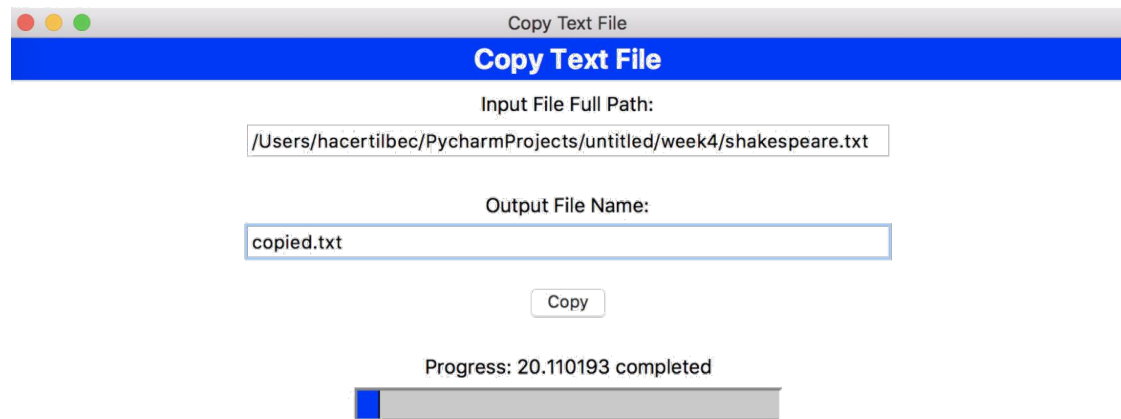 Copy Text File
Copy Text File
Input File Full Path:
/Users/hacertilbec/PycharmProjects/untitled/week4/shakespeare.txt
Output File Name:
copied.txt
Copy
Progress: 20.110193 completed